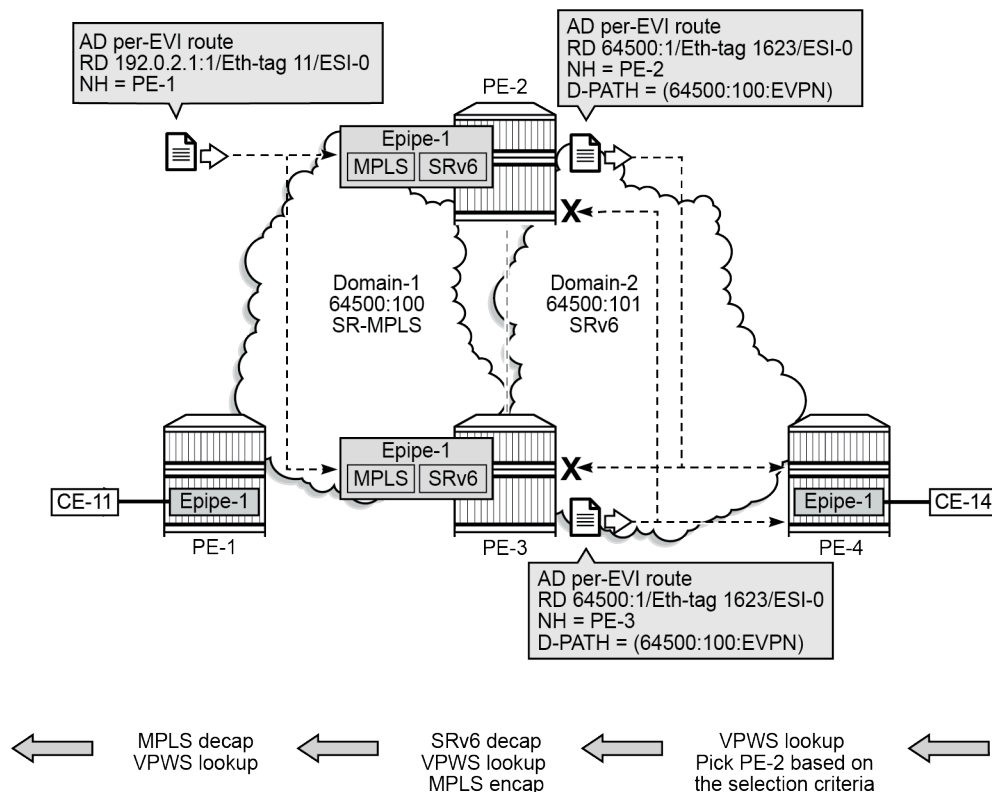 AD per-EVI route
RD 192.0.2.1:1/Eth-tag 11/ESI-0
NH = PE-1
AD per-EVI route
RD 64500:1/Eth-tag 1623/ESI-0
NH = PE-2
D-PATH = (64500:100:EVPN)
PE-2
Epipe-1
MPLS
SRv6
X
Domain-1
64500:100
SR-MPLS
Domain-2
64500:101
SRv6
Epipe-1
MPLS
SRv6
X
CE-11
Epipe-1
Epipe-1
CE-14
PE-1
PE-3
PE-4
AD per-EVI route
RD 64500:1/Eth-tag 1623/ESI-0
NH = PE-3
D-PATH = (64500:100:EVPN)
MPLS decap
VPWS lookup
SRv6 decap
VPWS lookup
MPLS encap
VPWS lookup
Pick PE-2 based on
the selection criteria